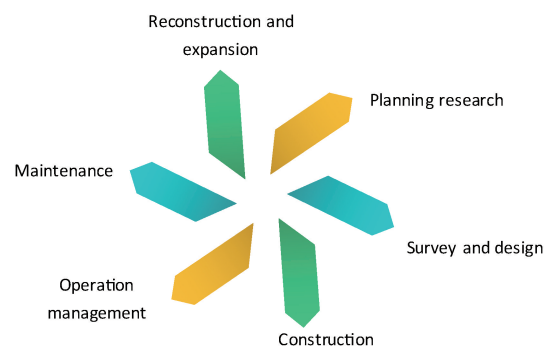 Reconstruction and
expansion
Planning research
Maintenance
Survey and design
Operation
management
Construction